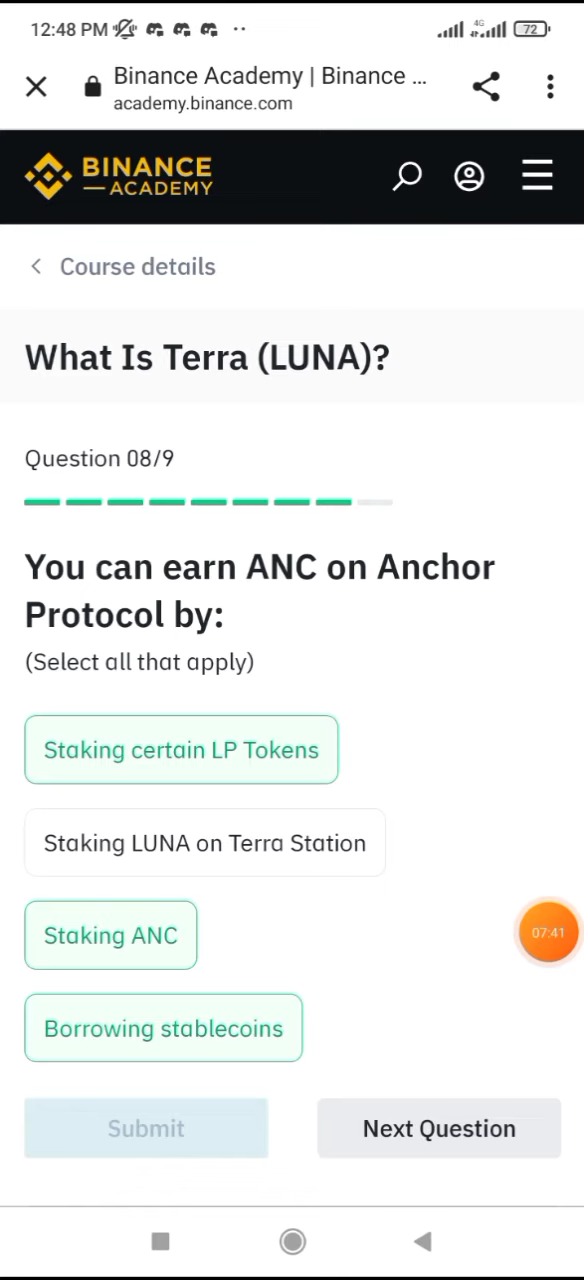 12:48 PM
4G
72
Binance Academy | Binance ...
academy.binance.com
BINANCE
ACADEMY
Course details
What Is Terra (LUNA)?
Question 08/9
You can earn ANC on Anchor
Protocol by:
(Select all that apply)
Staking certain LP Tokens
Staking LUNA on Terra Station
Staking ANC
07:41
Borrowing stablecoins
Submit
Next Question